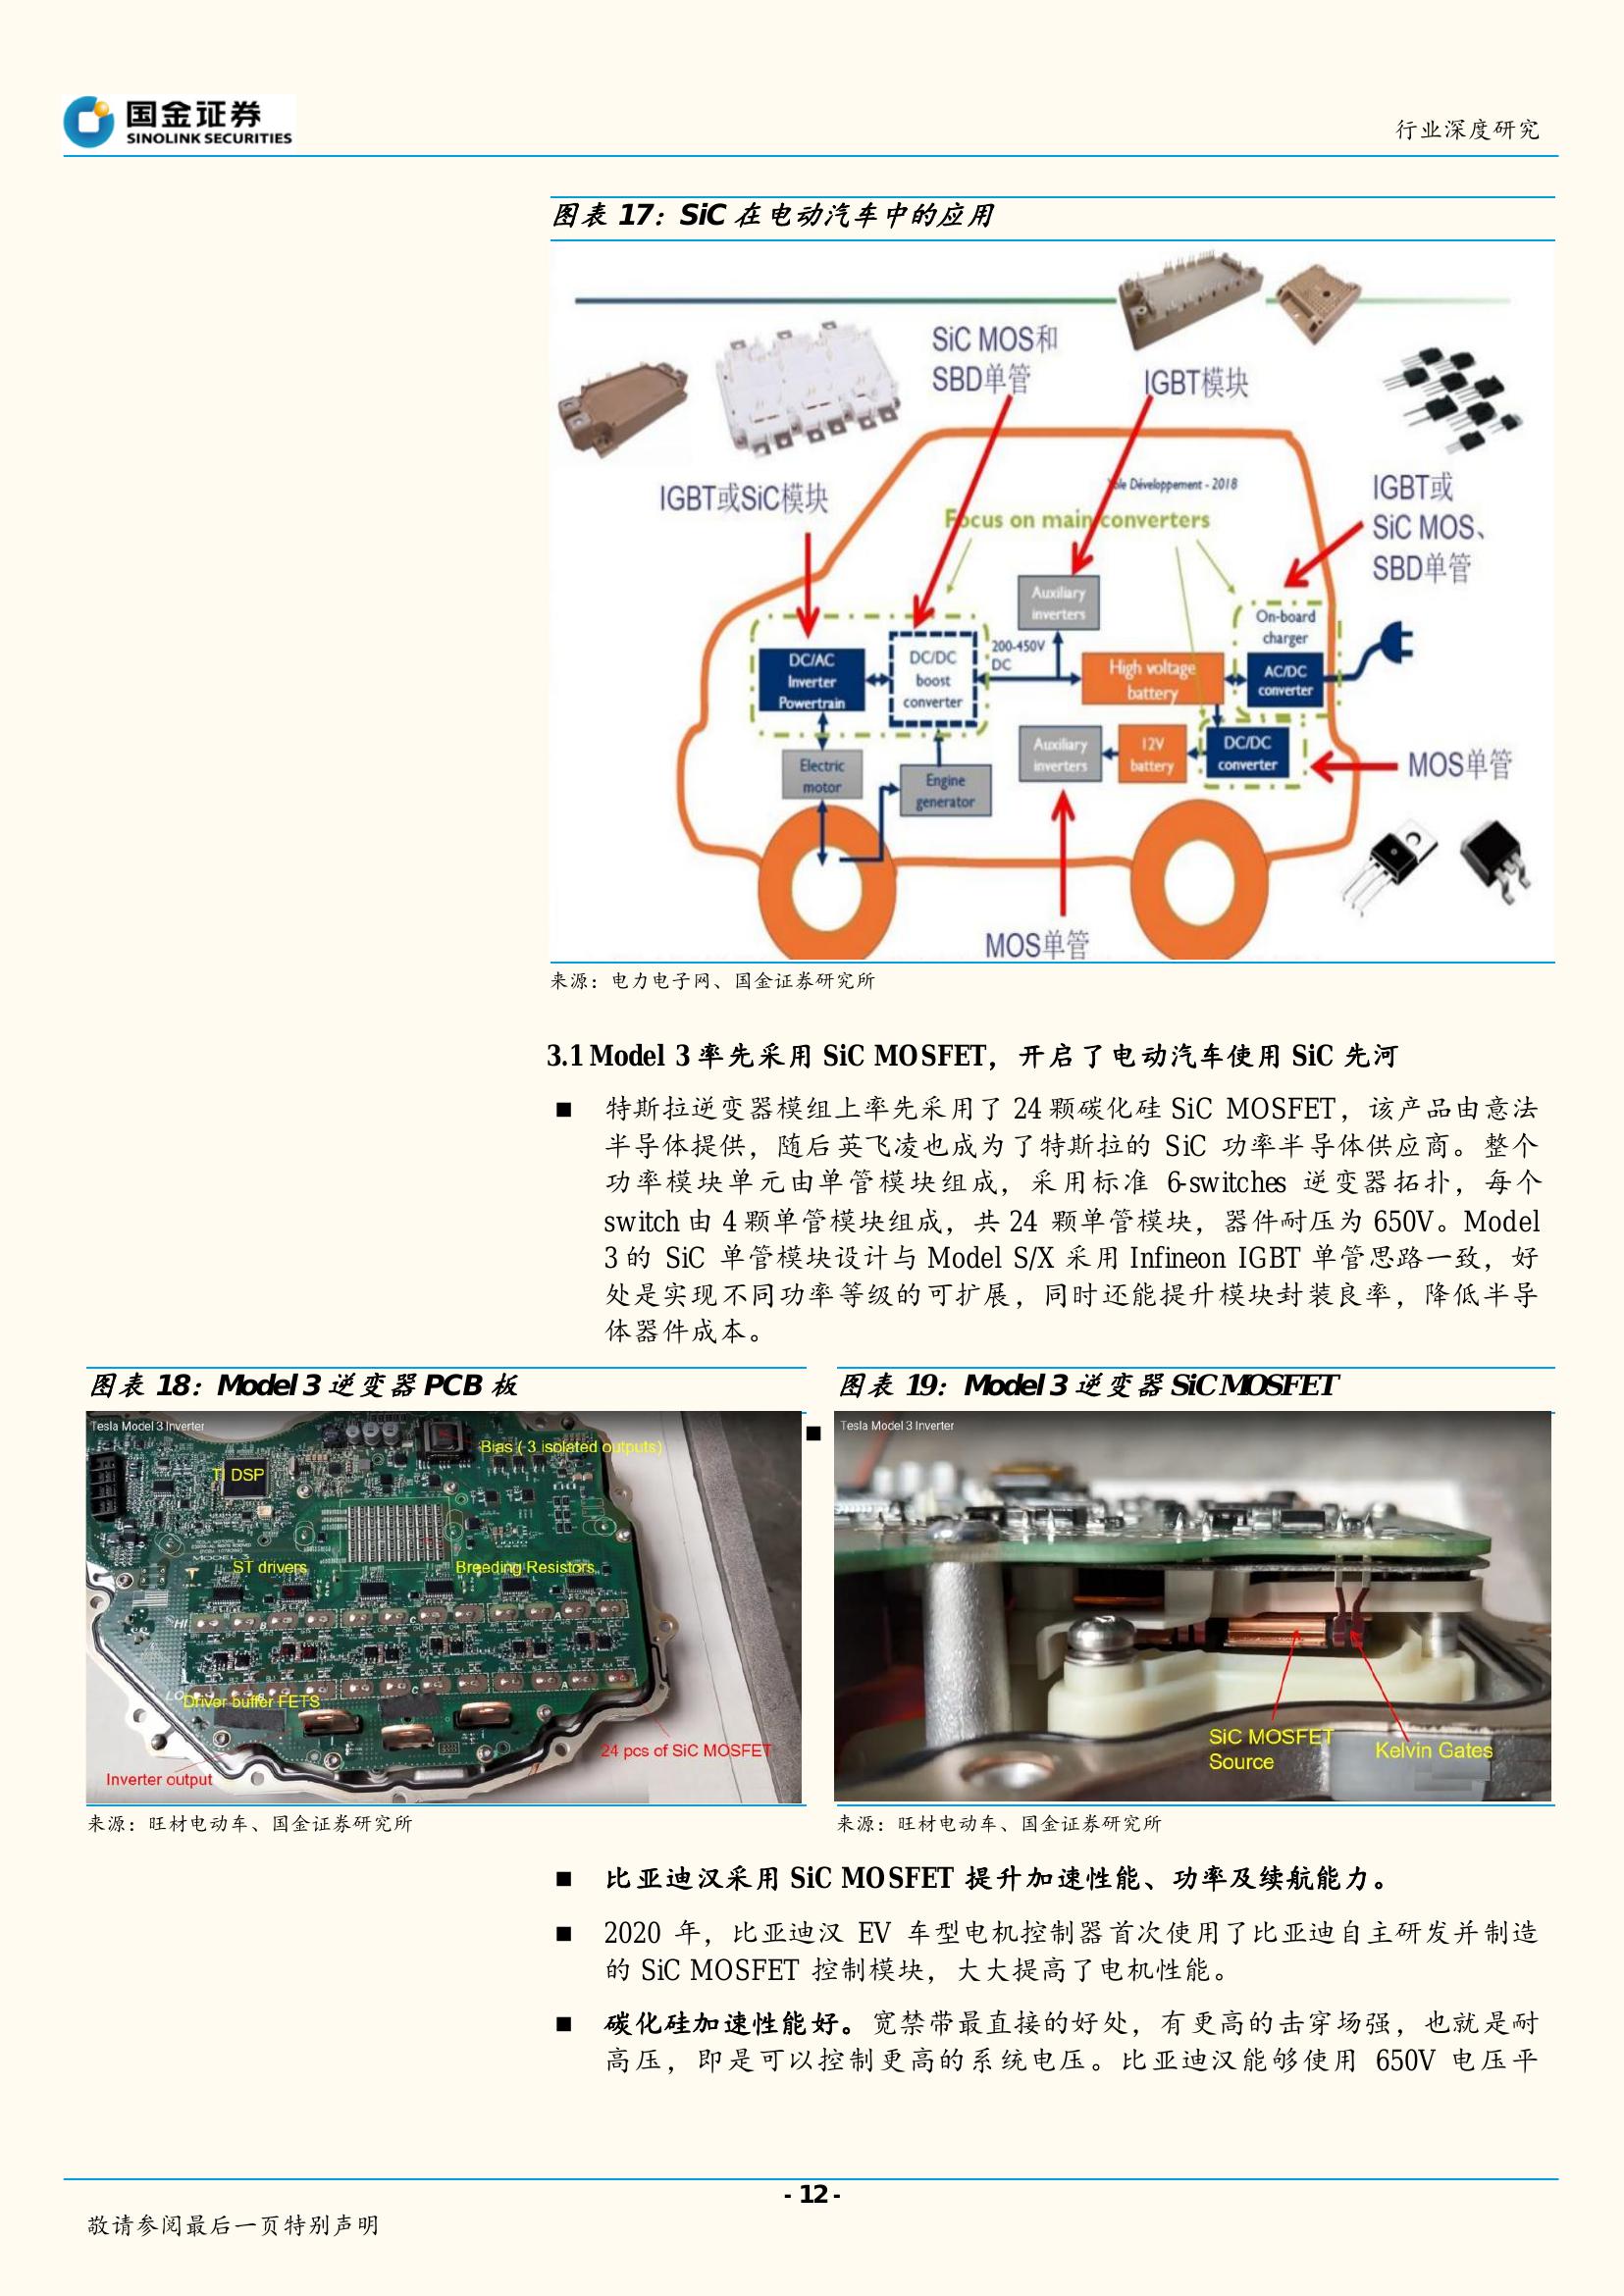 国金证券
SINOLINK SECURITIES
行业深度研究
图表 17：SiC 在电动汽车中的应用
SiC MOS和
SBD单管
IGBT模块
IGBT或SiC模块
Développement - 2018
Focus on main converters
IGBT或
SiC MOS、
SBD单管
Auxiliary
inverters
On-board
charger
200-450V
DC
DC/AC
Inverter
Powertrain
DC/DC
boost
converter
High voltage
battery
AC/DC
converter
Electric
motor
Engine
generator
Auxiliary
inverters
12V
battery
DC/DC
converter
MOS单管
MOS单管
来源：电力电子网、国金证券研究所
3.1 Model 3 率先采用 SiC MOSFET，开启了电动汽车使用 SiC 先河
■ 特斯拉逆变器模组上率先采用了 24 颗碳化硅 SiC MOSFET，该产品由意法
半导体提供，随后英飞凌也成为了特斯拉的 SiC 功率半导体供应商。整个
功率模块单元由单管模块组成，采用标准 6-switches 逆变器拓扑，每个
switch 由 4 颗单管模块组成，共 24 颗单管模块，器件耐压为 650V。Model
3 的 SiC 单管模块设计与 Model S/X 采用 Infineon IGBT 单管思路一致，好
处是实现不同功率等级的可扩展，同时还能提升模块封装良率，降低半导
体器件成本。
图表 18：Model 3 逆变器 PCB 板
Tesla Model 3 Inverter
Bias ( 3 isolated outputs)
TI DSP
MODEL 3
ST drivers
Breeding Resistors
Driver buffer FETS
24 pcs of SiC MOSFET
Inverter output
来源：旺材电动车、国金证券研究所
图表 19：Model 3 逆变器 SiC MOSFET
■
Tesla Model 3 Inverter
SiC MOSFET
Source
Kelvin Gates
来源：旺材电动车、国金证券研究所
■ 比亚迪汉采用 SiC MOSFET 提升加速性能、功率及续航能力。
■ 2020 年，比亚迪汉 EV 车型电机控制器首次使用了比亚迪自主研发并制造
的 SiC MOSFET 控制模块，大大提高了电机性能。
■ 碳化硅加速性能好。宽禁带最直接的好处，有更高的击穿场强，也就是耐
高压，即是可以控制更高的系统电压。比亚迪汉能够使用 650V 电压平
- 12 -
敬请参阅最后一页特别声明